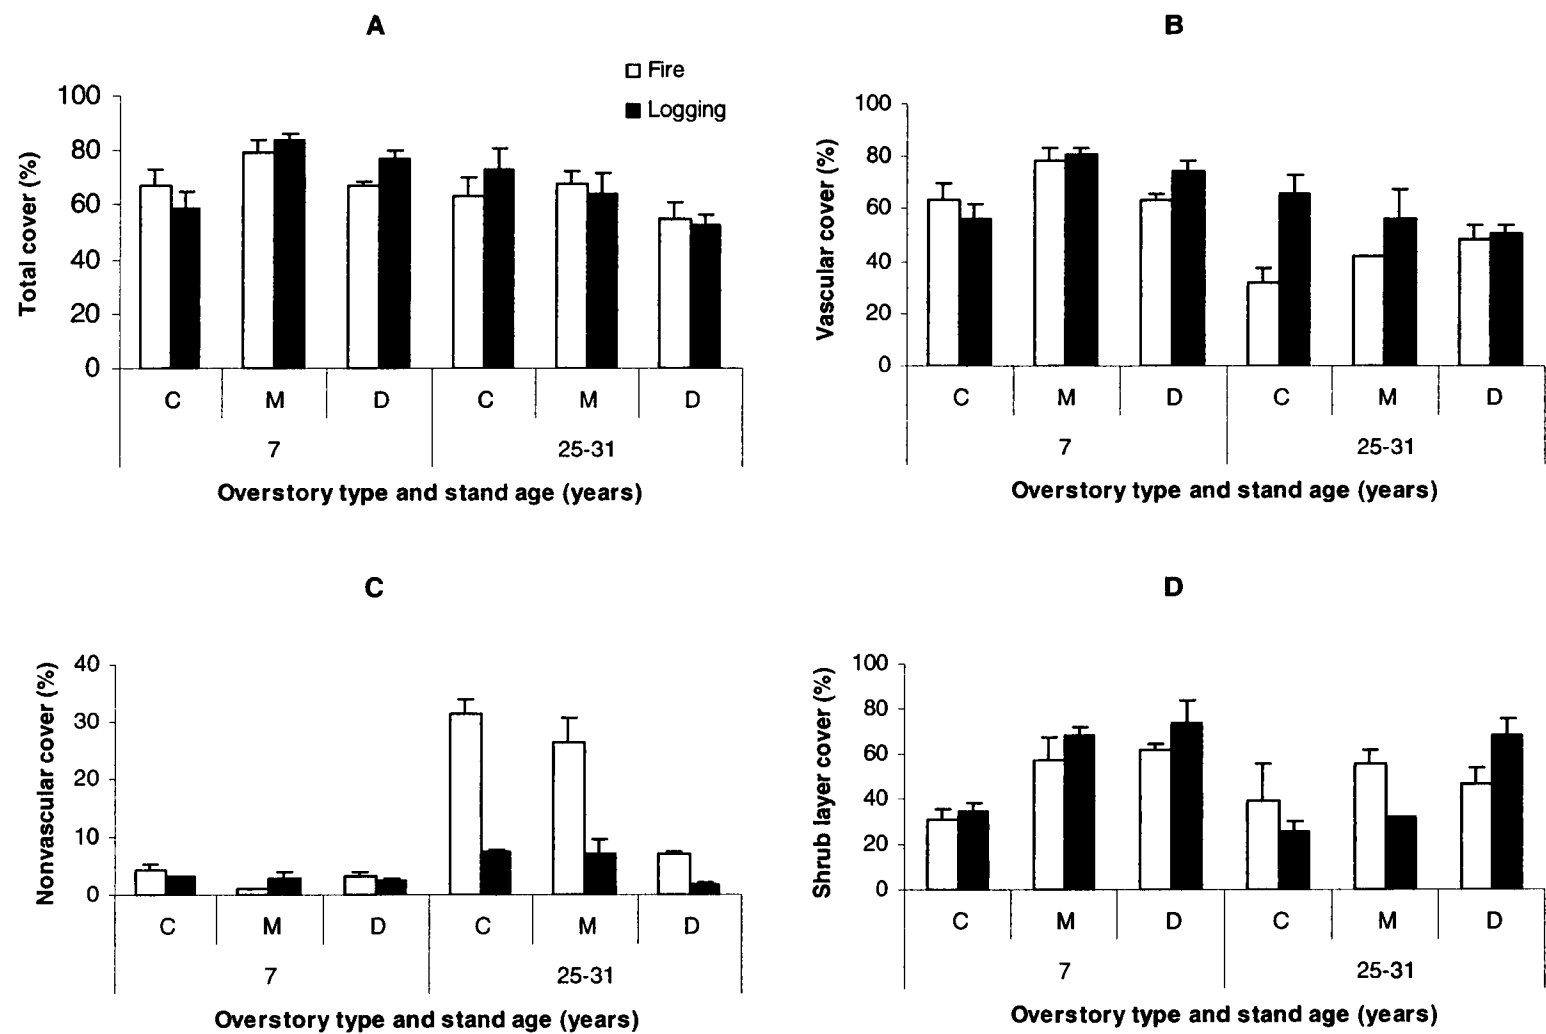 A
Fire
Logging
Total cover (%)
100
80
60
40
20
0
C M D C M D
7 25-31
Overstory type and stand age (years)
B
Vascular cover (%)
100
80
60
40
20
0
C M D C M D
7 25-31
Overstory type and stand age (years)
C
Nonvascular cover (%)
40
30
20
10
0
C M D C M D
7 25-31
Overstory type and stand age (years)
D
Shrub layer cover (%)
100
80
60
40
20
0
C M D C M D
7 25-31
Overstory type and stand age (years)